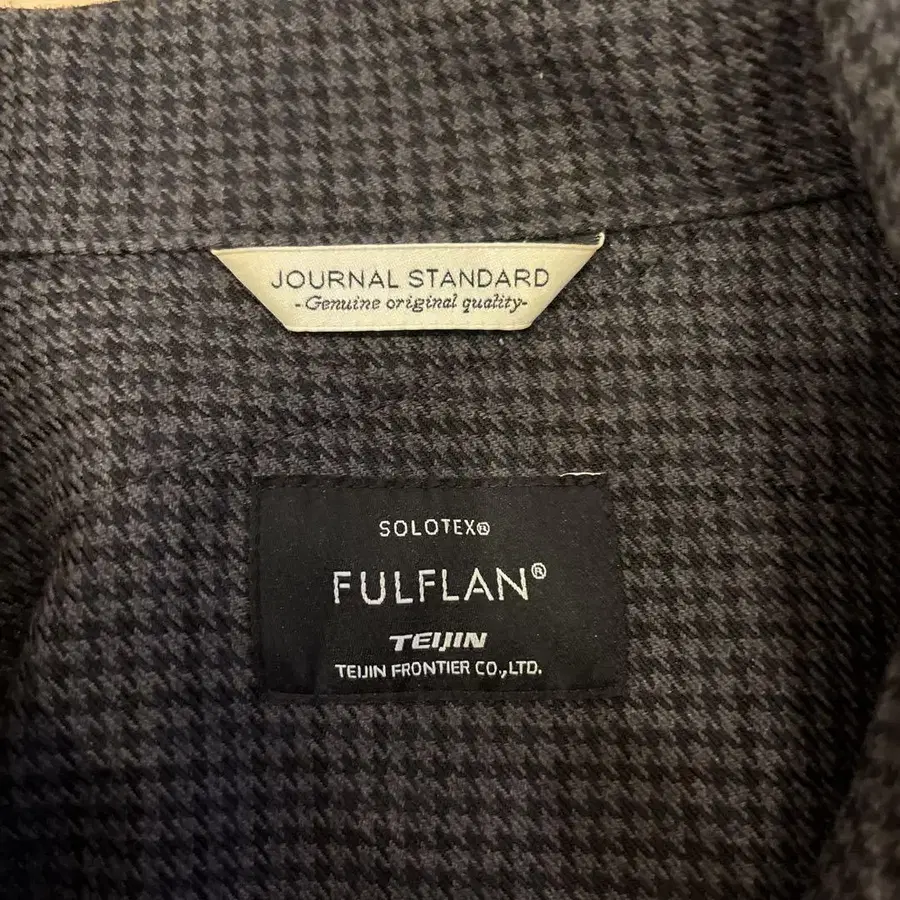 JOURNAL STANDARD
- Genuine original quality-
SOLOTEX®
FULFLAN®
TEIJIN
TEIJIN FRONTIER CO.,LTD.